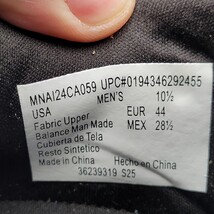 MNAI24CA059 UPC#0194346292455
MEN'S 10½
USA EUR 44
Fabric Upper MEX 28½
Balance Man Made
Cubierta de Tela
Resto Sintetico
Made in China Hecho en China
36239319 S25